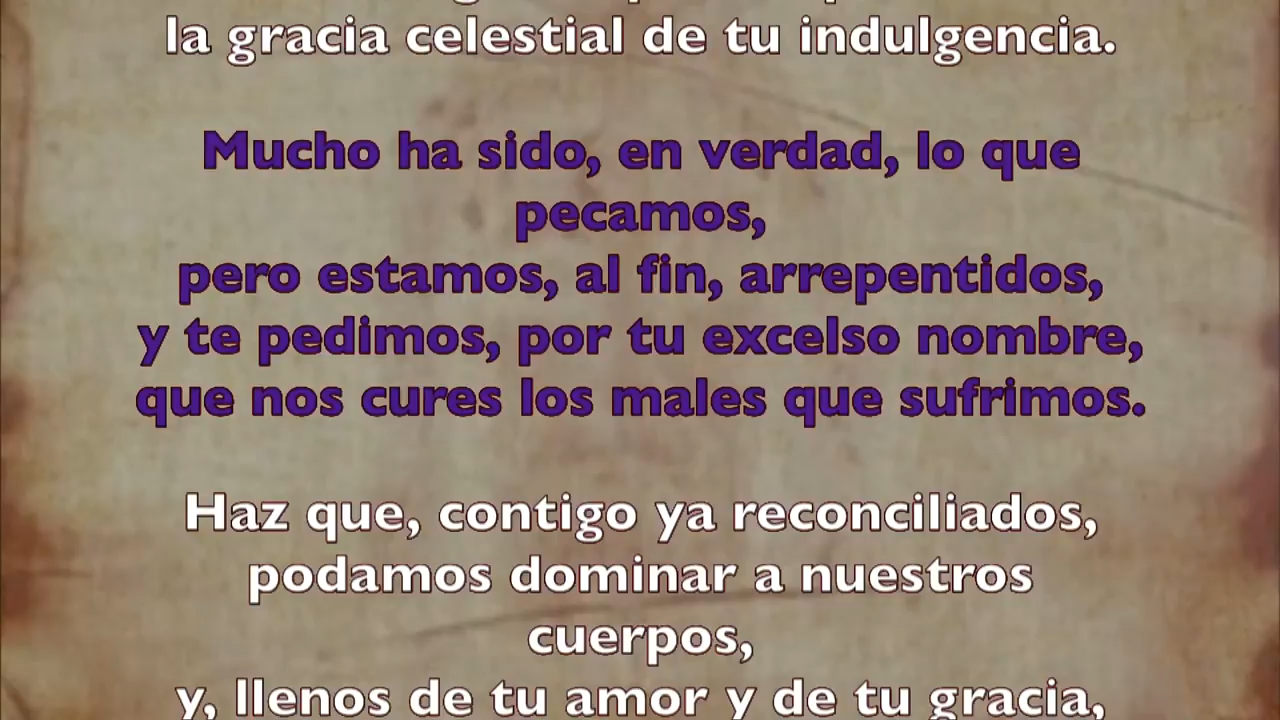 la gracia celestial de tu indulgencia.
Mucho ha sido, en verdad, lo que
pecamos,
pero estamos, al fin, arrepentidos,
y te pedimos, por tu excelso nombre,
que nos cures los males que sufrimos.
Haz que, contigo ya reconciliados,
podamos dominar a nuestros
cuerpos,
y, llenos de tu amor y de tu gracia,